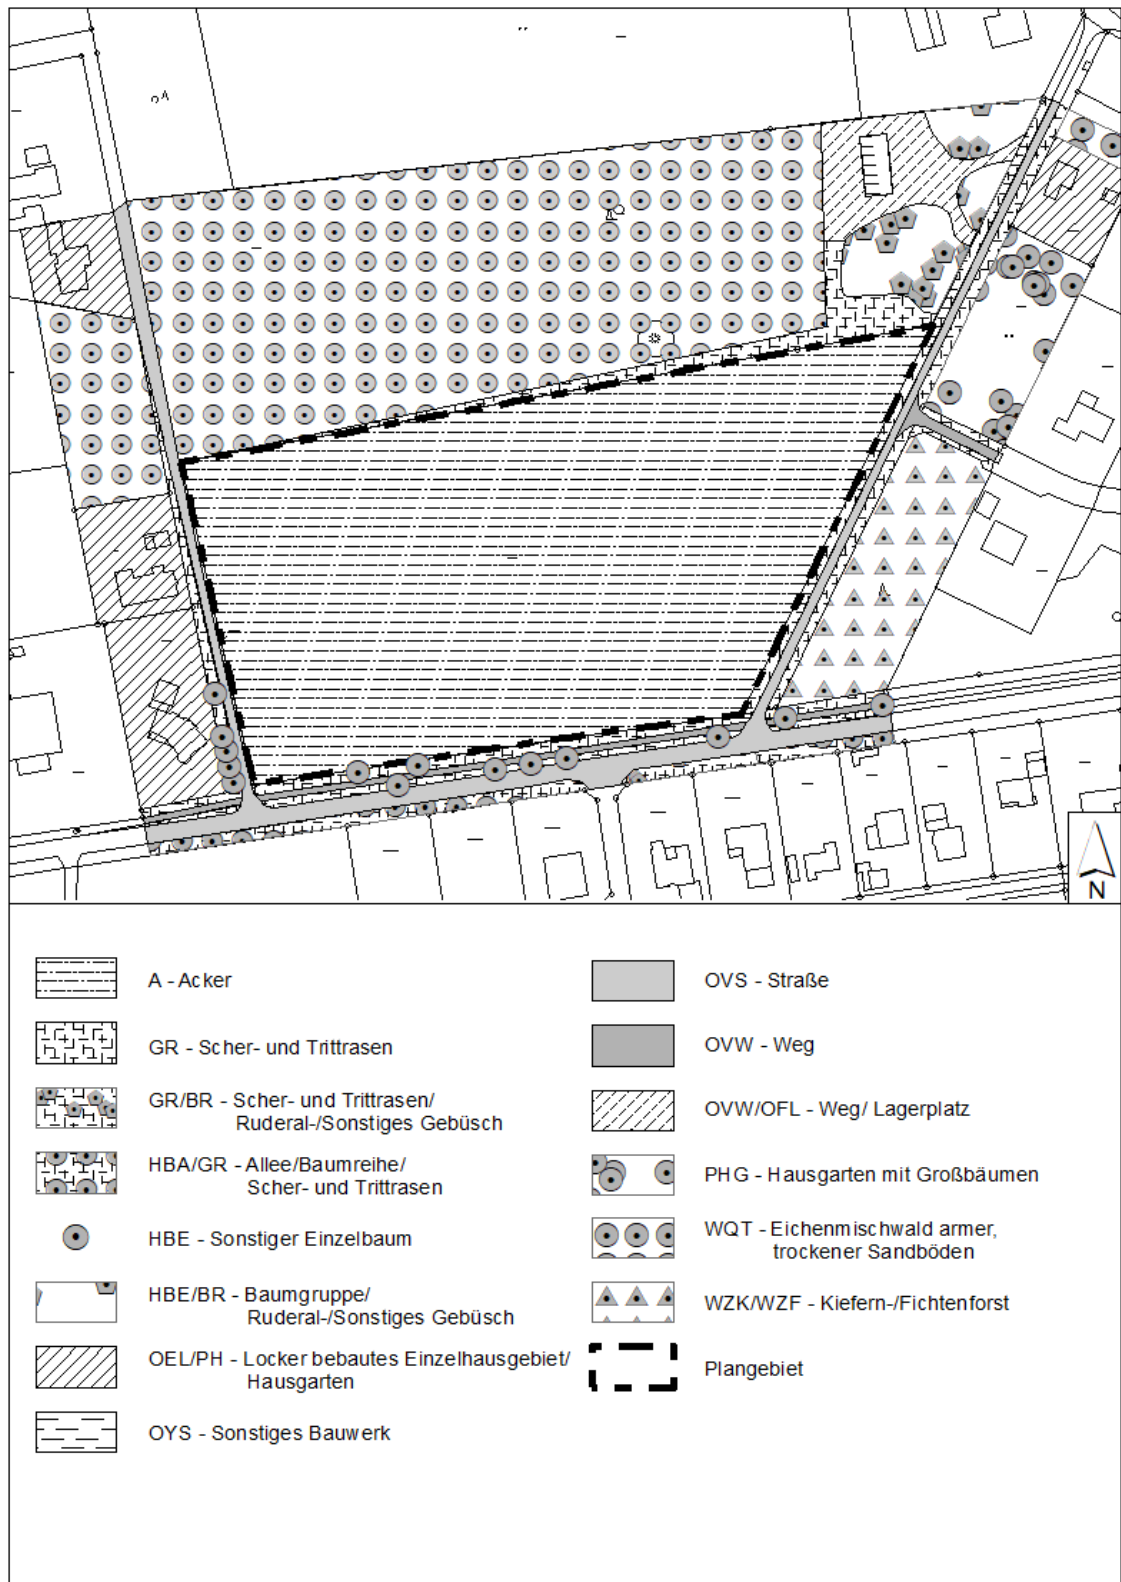 N
A - Acker
GR - Scher- und Trittrasen
GR/BR - Scher- und Trittrasen/
Ruderal-/Sonstiges Gebüsch
HBA/GR - Allee/Baumreihe/
Scher- und Trittrasen
HBE - Sonstiger Einzelbaum
HBE/BR - Baumgruppe/
Ruderal-/Sonstiges Gebüsch
OEL/PH - Locker bebautes Einzelhausgebiet/
Hausgarten
OYS - Sonstiges Bauwerk
OVS - Straße
OVW - Weg
OVW/OFL - Weg/ Lagerplatz
PHG - Hausgarten mit Großbäumen
WQT - Eichenmischwald armer,
trockener Sandböden
WZK/WZF - Kiefern-/Fichtenforst
Plangebiet